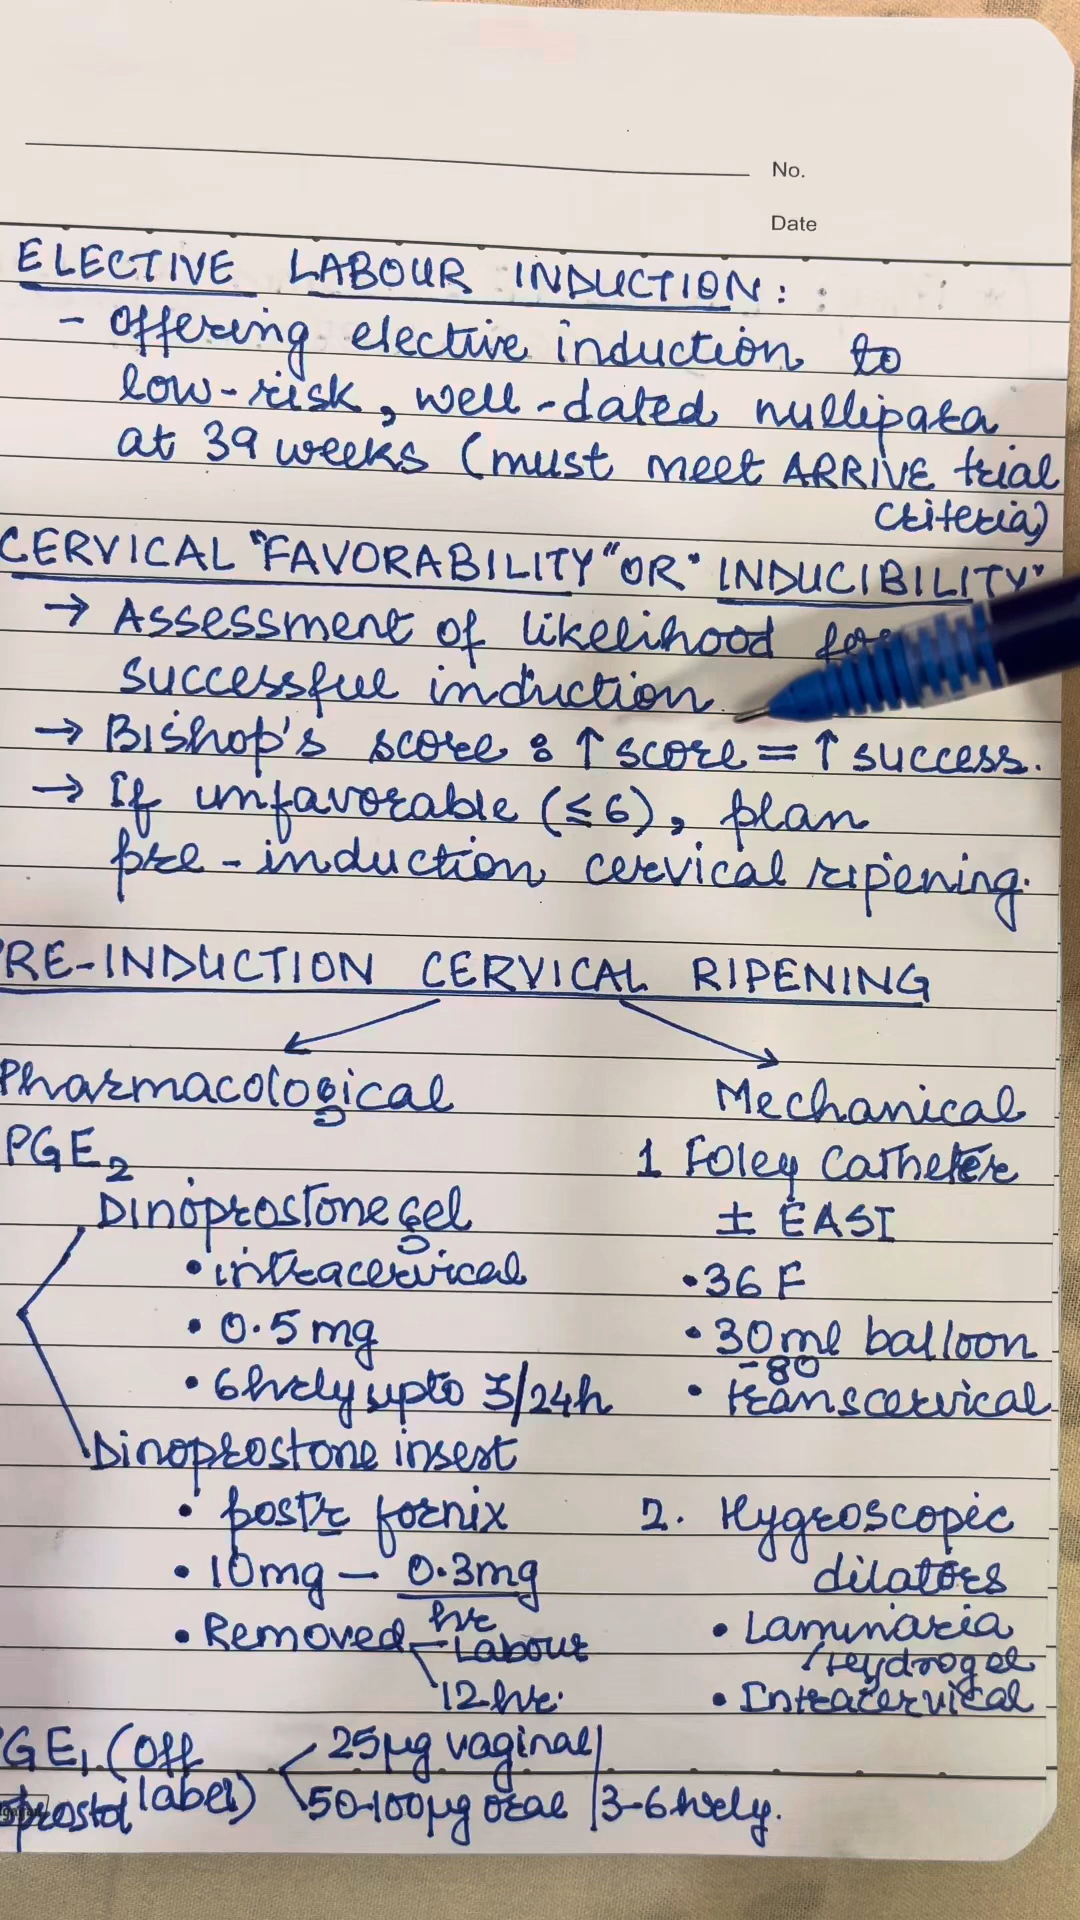 No.
Date
ELECTIVE LABOUR INDUCTION:
- offering elective induction to
low-risk, well-dated nullipara
at 39 weeks (must meet ARRIVE trial
criteria)
CERVICAL "FAVORABILITY" OR "INDUCIBILITY"
→ Assessment of likelihood for
successful induction.
→ Bishop's score : ↑ score = ↑ success.
→ If unfavorable (≤6), plan
pre-induction cervical ripening.
RE-INDUCTION CERVICAL RIPENING
Pharmacological
PGE2
Dinoprostone gel
• intracervical
• 0.5 mg
• 6hrly upto 3/24h
Dinoprostone insert
• postr fornix
• 10mg – 0.3mg
hr
• Removed – Labour
12 hr.
GE1 (Off label)
prostol
25µg vaginal
50-100µg oral
3-6 hrly.
Mechanical
1 Foley Catheter
± EASI
• 36 F
• 30ml balloon
-80
• transcervical
2. Hygroscopic
dilators
• Laminaria
/Hydrogel
• Intracervical